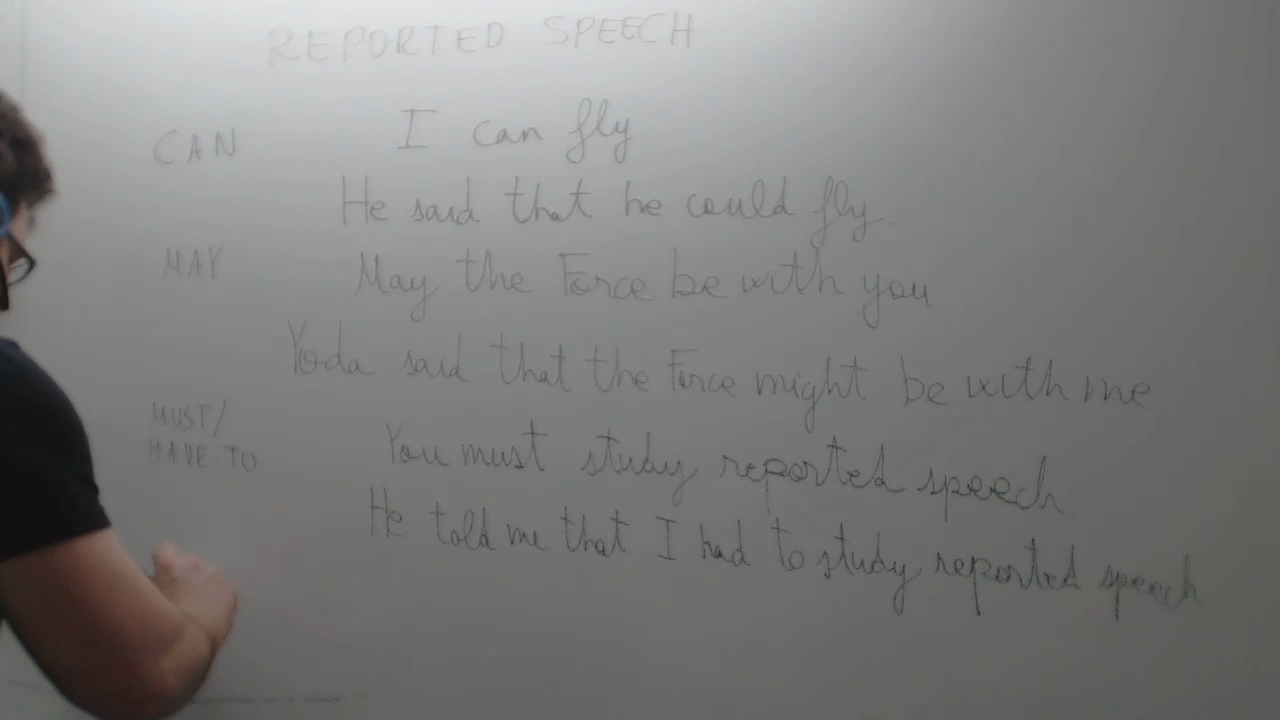 REPORTED SPEECH
CAN
I can fly.
He said that he could fly.
MAY
May the Force be with you
Yoda said that the Force might be with me
MUST/
HAVE TO
You must study reported speech.
He told me that I had to study reported speech